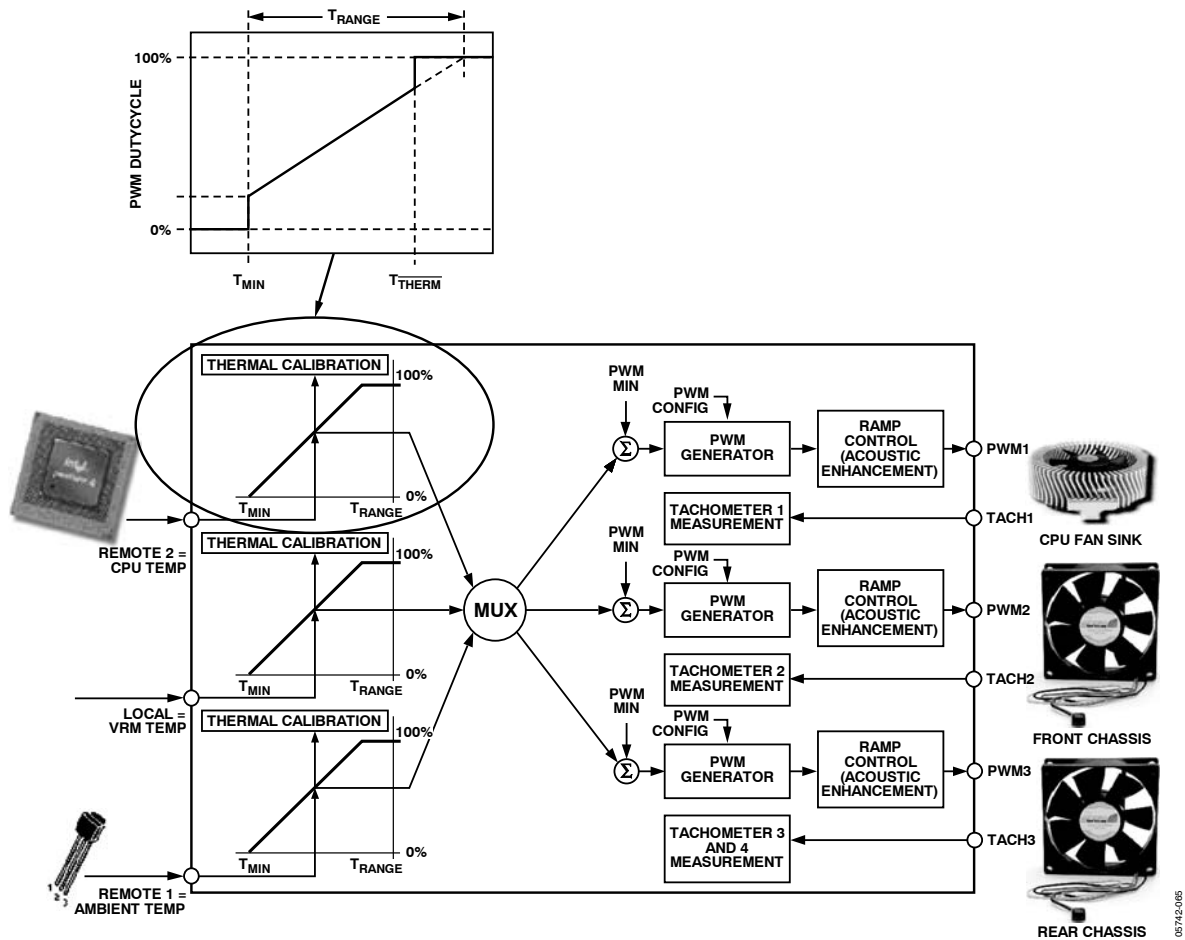 TRANGE
100%
PWM DUTYCYCLE
0%
TMIN
TTHERM
THERMAL CALIBRATION
100%
0%
TMIN
TRANGE
REMOTE 2 =
CPU TEMP
THERMAL CALIBRATION
100%
0%
TMIN
TRANGE
LOCAL =
VRM TEMP
THERMAL CALIBRATION
100%
0%
TMIN
TRANGE
REMOTE 1 =
AMBIENT TEMP
MUX
PWM
MIN
Σ
PWM
CONFIG
PWM
GENERATOR
RAMP
CONTROL
(ACOUSTIC
ENHANCEMENT)
PWM1
TACHOMETER 1
MEASUREMENT
TACH1
CPU FAN SINK
PWM
MIN
Σ
PWM
CONFIG
PWM
GENERATOR
RAMP
CONTROL
(ACOUSTIC
ENHANCEMENT)
PWM2
TACHOMETER 2
MEASUREMENT
TACH2
FRONT CHASSIS
PWM
MIN
Σ
PWM
CONFIG
PWM
GENERATOR
RAMP
CONTROL
(ACOUSTIC
ENHANCEMENT)
PWM3
TACHOMETER 3
AND 4
MEASUREMENT
TACH3
REAR CHASSIS
05742-065
intel
1
2
3